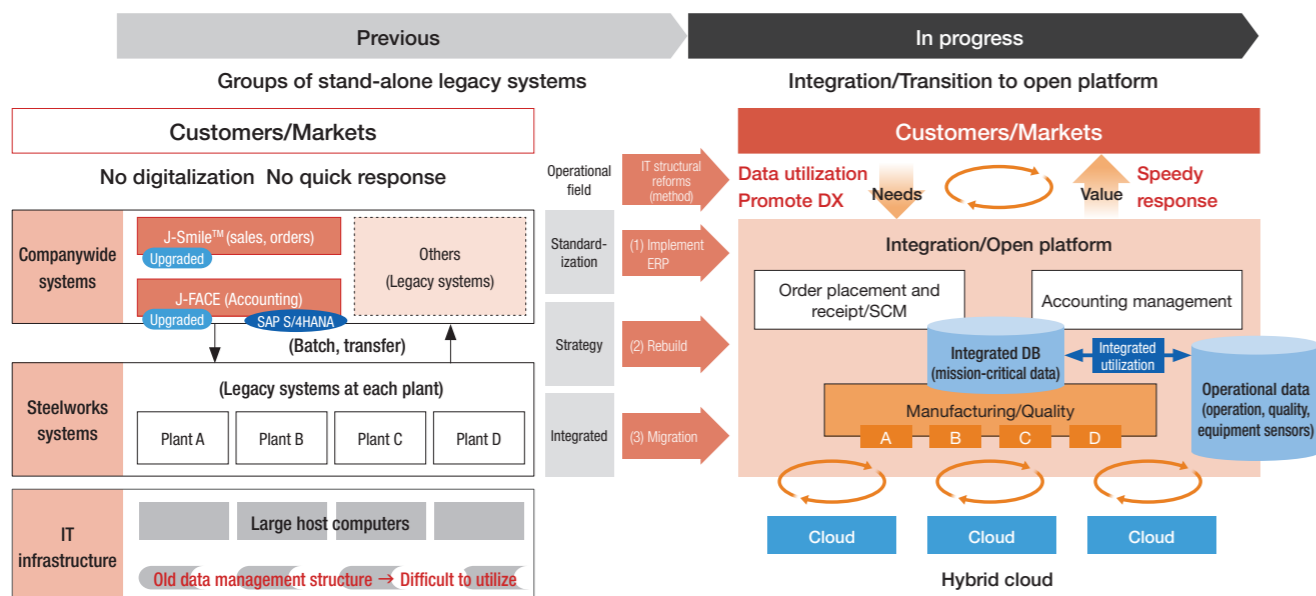 Previous
In progress
Groups of stand-alone legacy systems
Integration/Transition to open platform
Customers/Markets
No digitalization No quick response
Companywide
systems
J-Smile™ (sales, orders)
Upgraded
J-FACE (Accounting)
Upgraded
SAP S/4HANA
Others
(Legacy systems)
(Batch, transfer)
Steelworks
systems
(Legacy systems at each plant)
Plant A
Plant B
Plant C
Plant D
IT
infrastructure
Large host computers
Old data management structure → Difficult to utilize
Operational
field
IT structural
reforms
(method)
Standard-
ization
(1) Implement
ERP
Strategy
(2) Rebuild
Integrated
(3) Migration
Customers/Markets
Data utilization
Promote DX
Needs
Value
Speedy
response
Integration/Open platform
Order placement and
receipt/SCM
Accounting management
Integrated DB
(mission-critical data)
Integrated
utilization
Operational data
(operation, quality,
equipment sensors)
Manufacturing/Quality
A
B
C
D
Cloud
Cloud
Cloud
Hybrid cloud